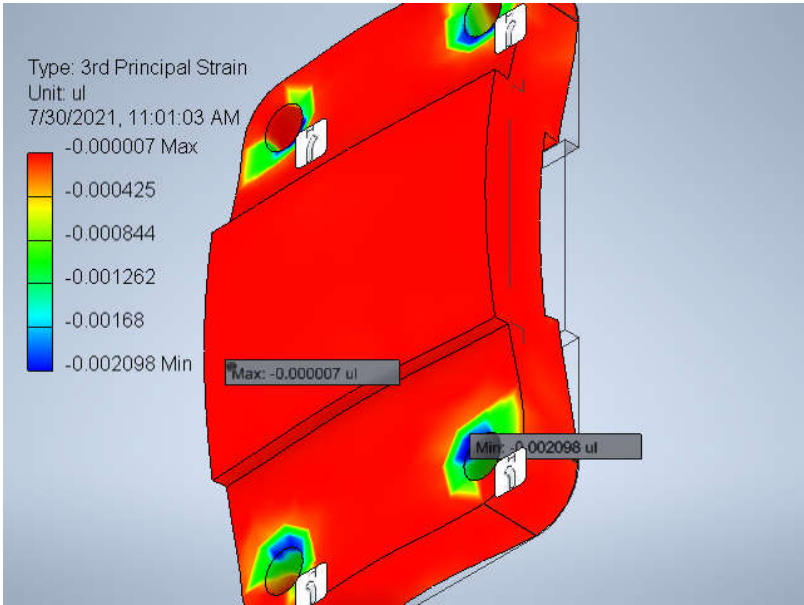 Type: 3rd Principal Strain
Unit: ul
7/30/2021, 11:01:03 AM
-0.000007 Max
-0.000425
-0.000844
-0.001262
-0.00168
-0.002098 Min
Max: -0.000007 ul
Min: -0.002098 ul